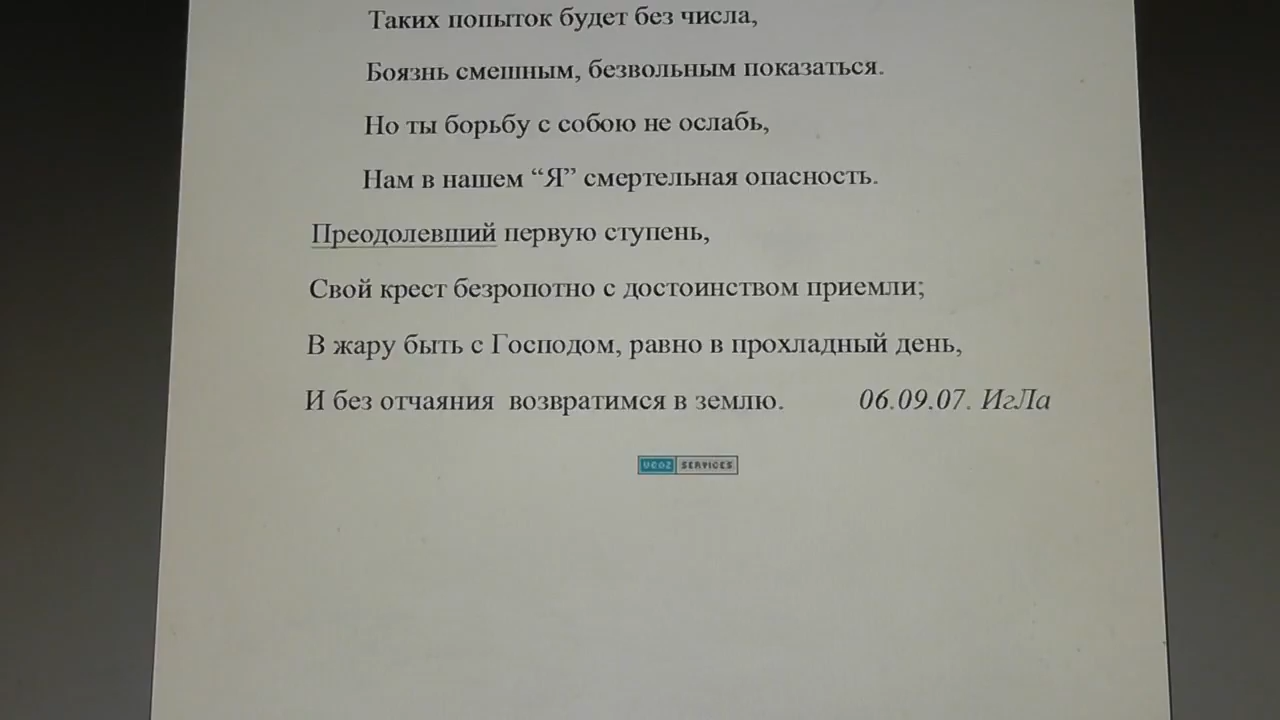 Таких попыток будет без числа,
Боязнь смешным, безвольным показаться.
Но ты борьбу с собою не ослабь,
Нам в нашем “Я” смертельная опасность.
Преодолевший первую ступень,
Свой крест безропотно с достоинством приемли;
В жару быть с Господом, равно в прохладный день,
И без отчаяния возвратимся в землю. 06.09.07. ИгЛа
UCOZ SERVICES